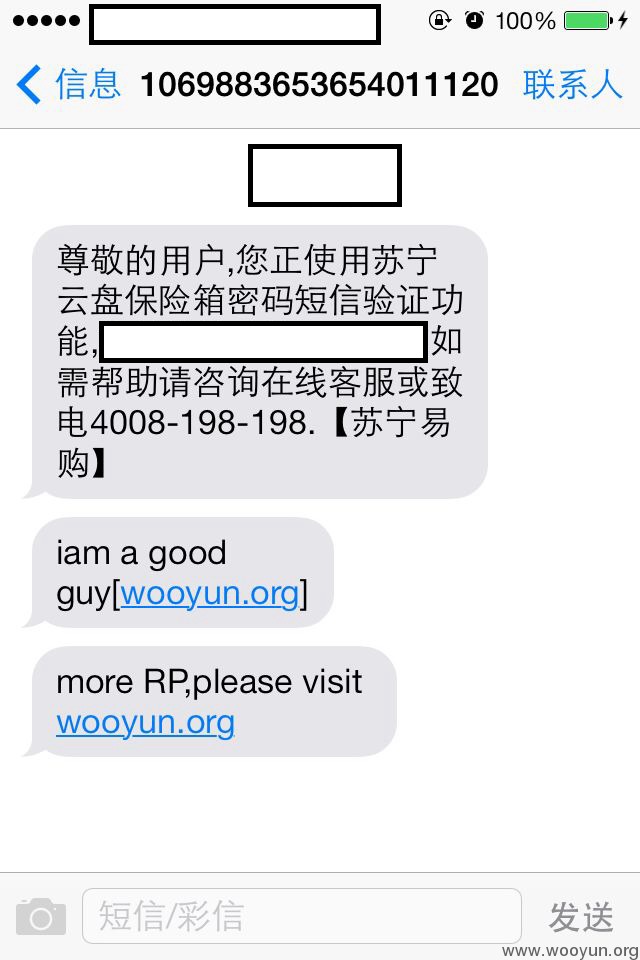 100%
信息 1069883653654011120 联系人
尊敬的用户,您正使用苏宁
云盘保险箱密码短信验证功
能,如
需帮助请咨询在线客服或致
电4008-198-198.【苏宁易
购】
iam a good
guy[wooyun.org]
more RP,please visit
wooyun.org
短信/彩信 发送
www.wooyun.org